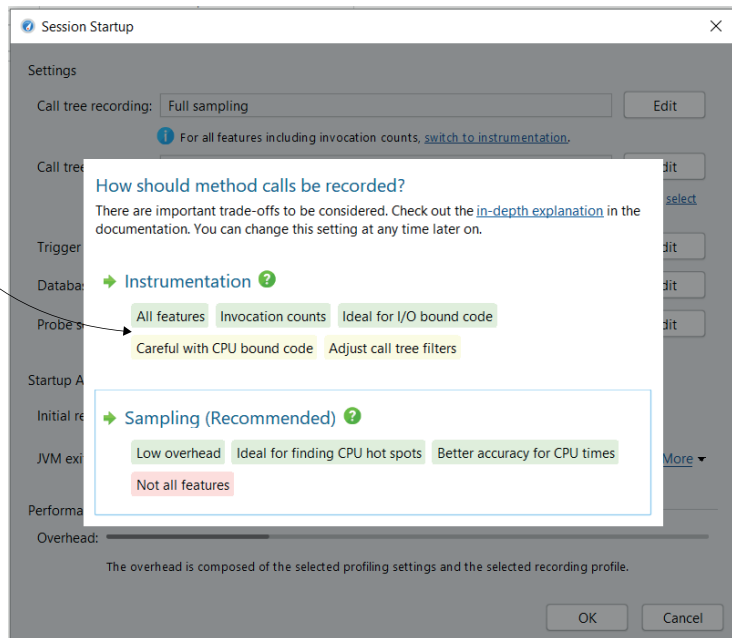 Session Startup
Settings
Call tree recording: Full sampling Edit
For all features including invocation counts, switch to instrumentation.
Call tree dit
How should method calls be recorded?
select
There are important trade-offs to be considered. Check out the in-depth explanation in the
documentation. You can change this setting at any time later on.
Trigger dit
Instrumentation ?
Databa dit
All features Invocation counts Ideal for I/O bound code
Probe s dit
Careful with CPU bound code Adjust call tree filters
Startup A
Initial re
Sampling (Recommended) ?
Low overhead Ideal for finding CPU hot spots Better accuracy for CPU times
JVM exi More
Not all features
Performa
Overhead:
The overhead is composed of the selected profiling settings and the selected recording profile.
OK Cancel